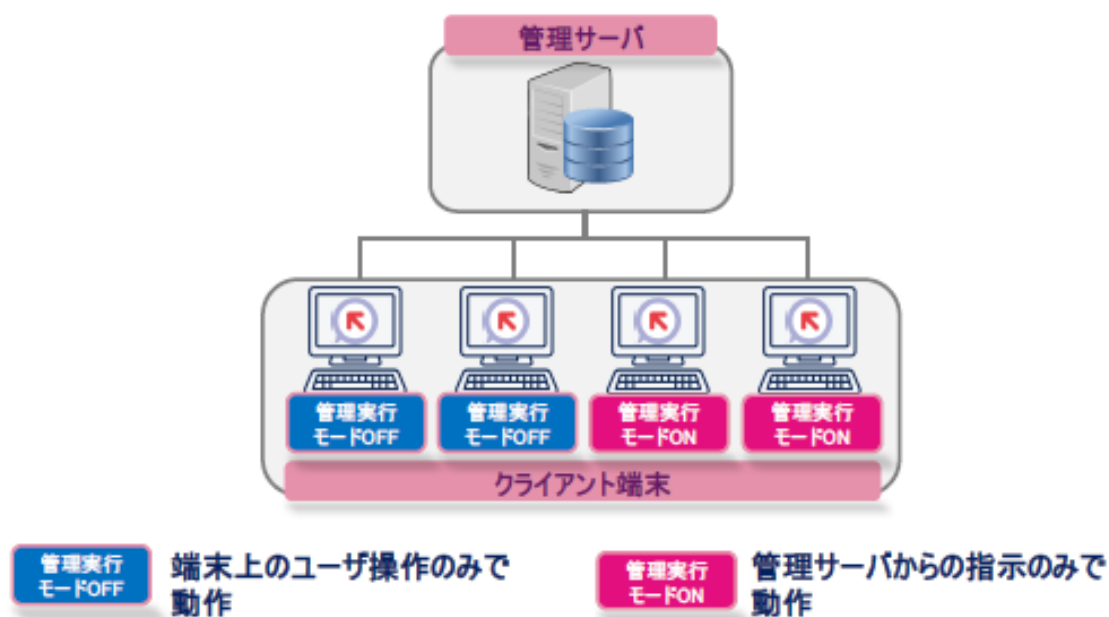 管理サーバ
管理実行
モードOFF
管理実行
モードOFF
管理実行
モードON
管理実行
モードON
クライアント端末
管理実行
モードOFF
端末上のユーザ操作のみで
動作
管理実行
モードON
管理サーバからの指示のみで
動作